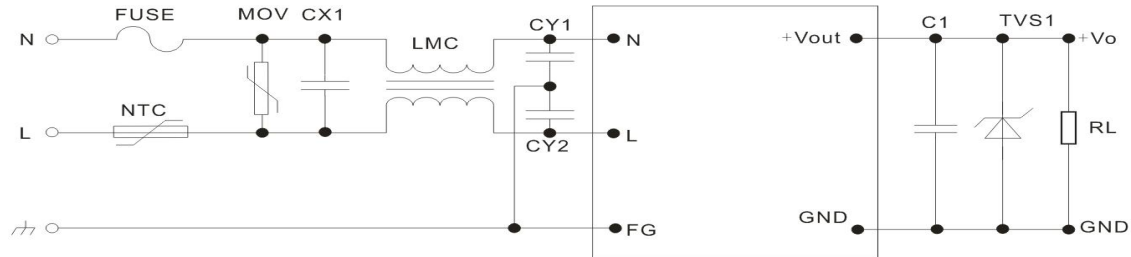 FUSE MOV CX1 CY1 C1 TVS1
N LMC N +Vout +Vo
NTC RL
L CY2 L
FG GND GND